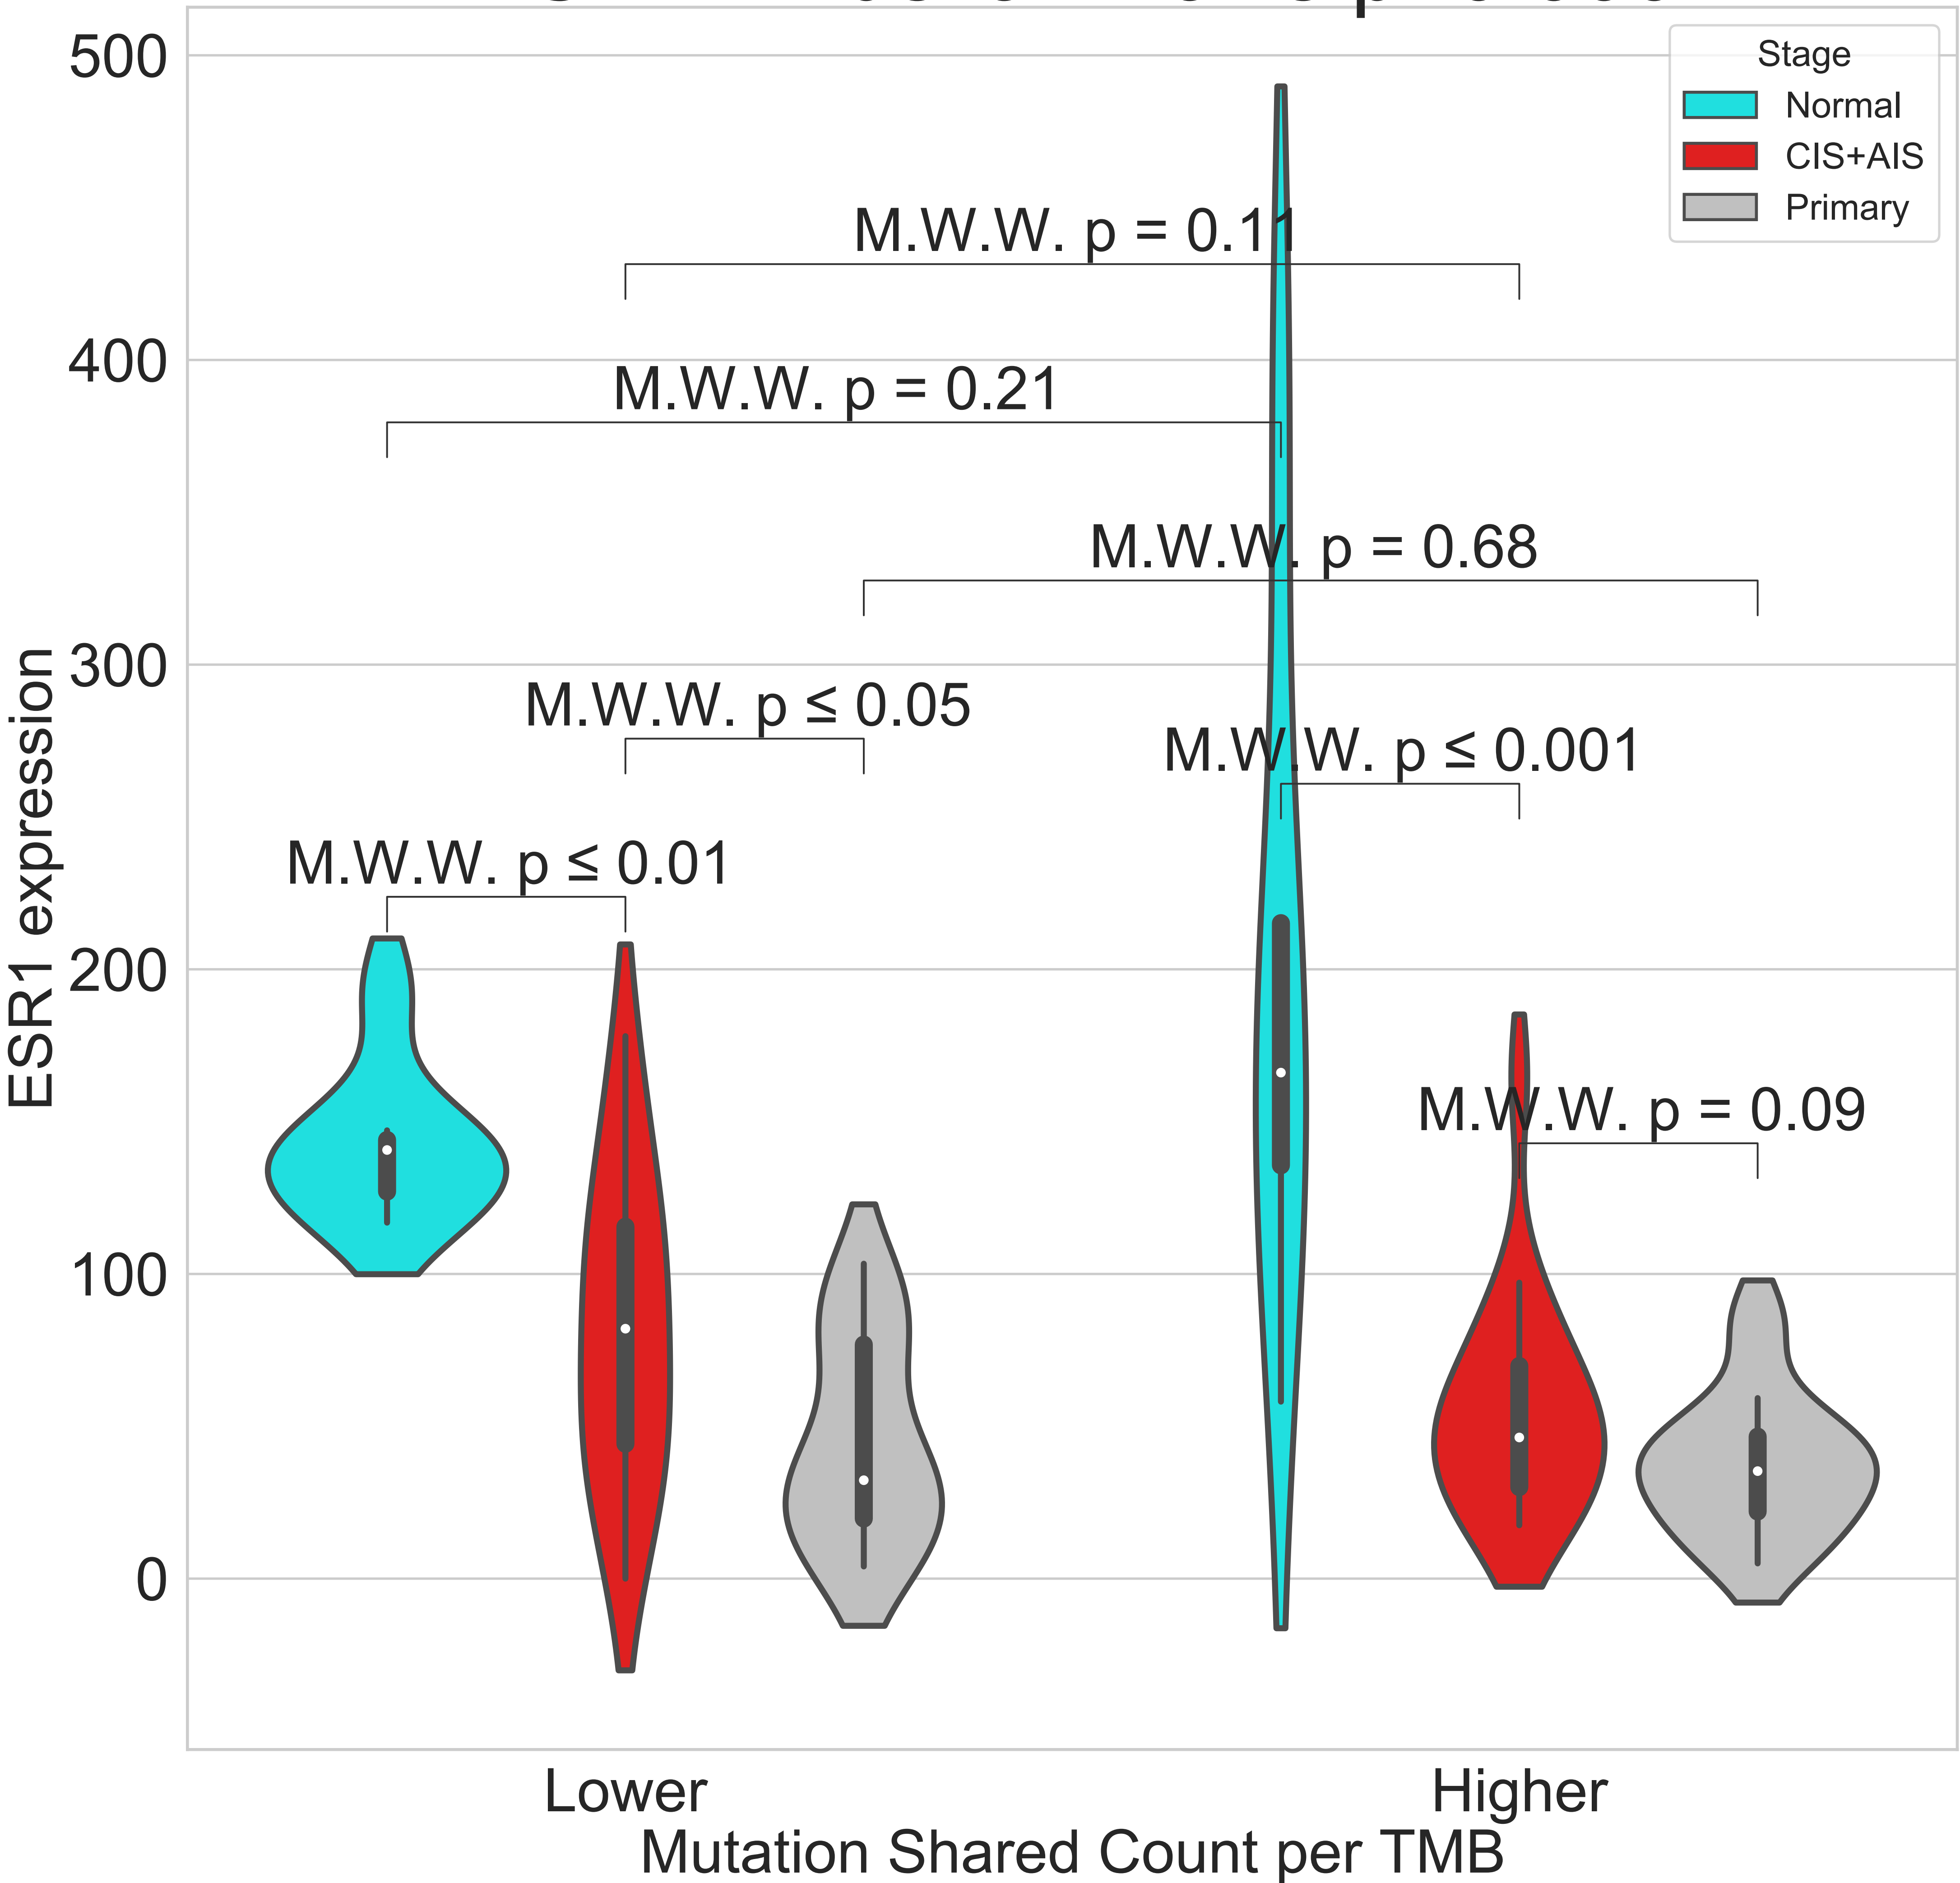 Stage
Normal
CIS+AIS
Primary
500
400
300
200
100
0
ESR1 expression
M.W.W. p = 0.11
M.W.W. p = 0.21
M.W.W. p = 0.68
M.W.W. p ≤ 0.05
M.W.W. p ≤ 0.001
M.W.W. p ≤ 0.01
M.W.W. p = 0.09
Lower
Higher
Mutation Shared Count per TMB